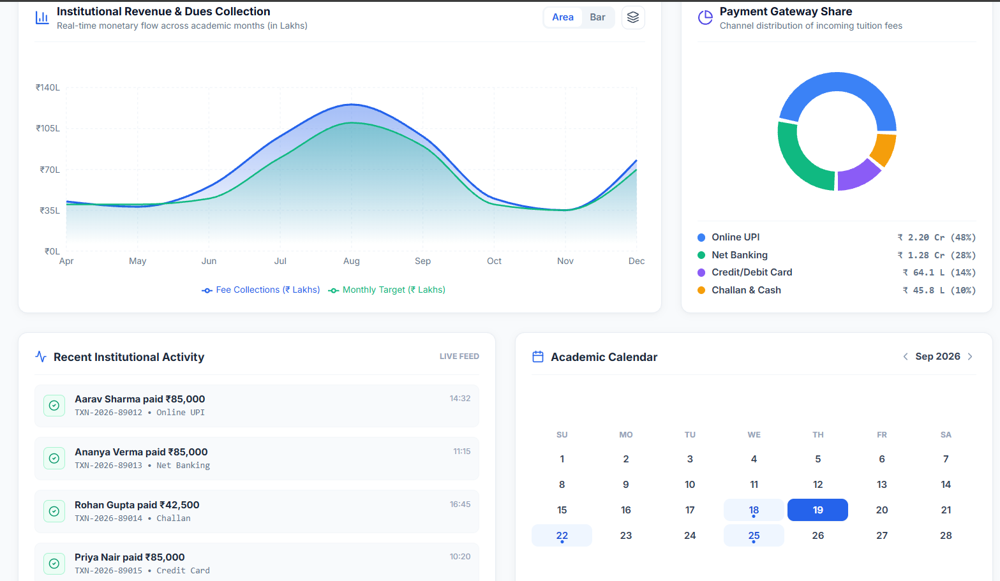 Institutional Revenue & Dues Collection
Real-time monetary flow across academic months (in Lakhs)
Area
Bar
₹140L
₹105L
₹70L
₹35L
₹0L
Apr May Jun Jul Aug Sep Oct Nov Dec
Fee Collections (₹ Lakhs) Monthly Target (₹ Lakhs)
Payment Gateway Share
Channel distribution of incoming tuition fees
Online UPI ₹ 2.20 Cr (48%)
Net Banking ₹ 1.28 Cr (28%)
Credit/Debit Card ₹ 64.1 L (14%)
Challan & Cash ₹ 45.8 L (10%)
Recent Institutional Activity LIVE FEED
Aarav Sharma paid ₹85,000 14:32
TXN-2026-89012 • Online UPI
Ananya Verma paid ₹85,000 11:15
TXN-2026-89013 • Net Banking
Rohan Gupta paid ₹42,500 16:45
TXN-2026-89014 • Challan
Priya Nair paid ₹85,000 10:20
TXN-2026-89015 • Credit Card
Academic Calendar Sep 2026
SU MO TU WE TH FR SA
1 2 3 4 5 6 7
8 9 10 11 12 13 14
15 16 17 18 19 20 21
22 23 24 25 26 27 28